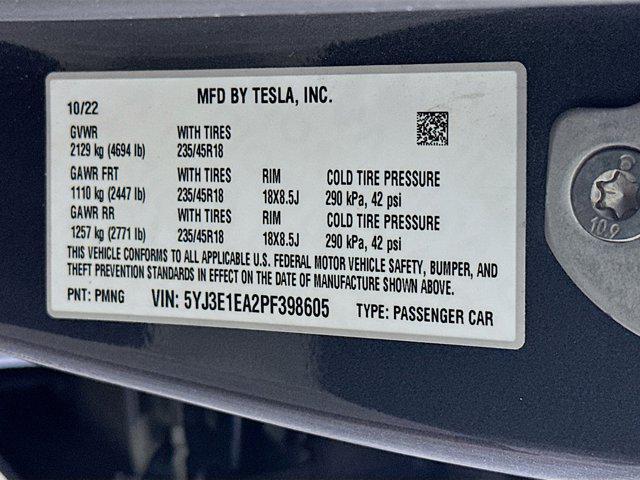 MFD BY TESLA, INC.
10/22
GVWR WITH TIRES
2129 kg (4694 lb) 235/45R18
GAWR FRT WITH TIRES RIM COLD TIRE PRESSURE
1110 kg (2447 lb) 235/45R18 18X8.5J 290 kPa, 42 psi
GAWR RR WITH TIRES RIM COLD TIRE PRESSURE
1257 kg (2771 lb) 235/45R18 18X8.5J 290 kPa, 42 psi
THIS VEHICLE CONFORMS TO ALL APPLICABLE U.S. FEDERAL MOTOR VEHICLE SAFETY, BUMPER, AND
THEFT PREVENTION STANDARDS IN EFFECT ON THE DATE OF MANUFACTURE SHOWN ABOVE.
PNT: PMNG VIN: 5YJ3E1EA2PF398605 TYPE: PASSENGER CAR
10.9